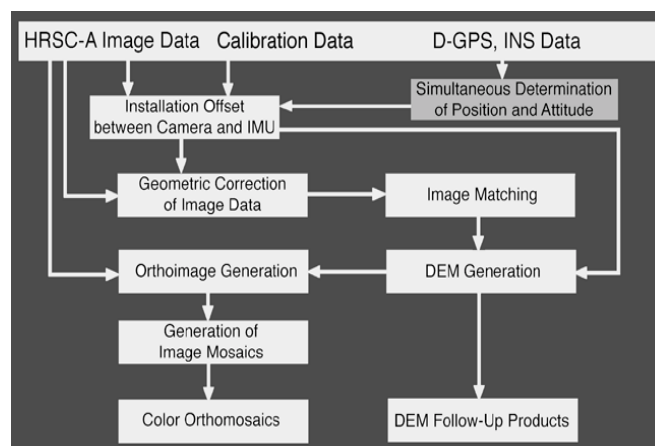 HRSC-A Image Data Calibration Data D-GPS, INS Data
Simultaneous Determination
of Position and Attitude
Installation Offset
between Camera and IMU
Geometric Correction
of Image Data
Image Matching
Orthoimage Generation
DEM Generation
Generation of
Image Mosaics
Color Orthomosaics
DEM Follow-Up Products